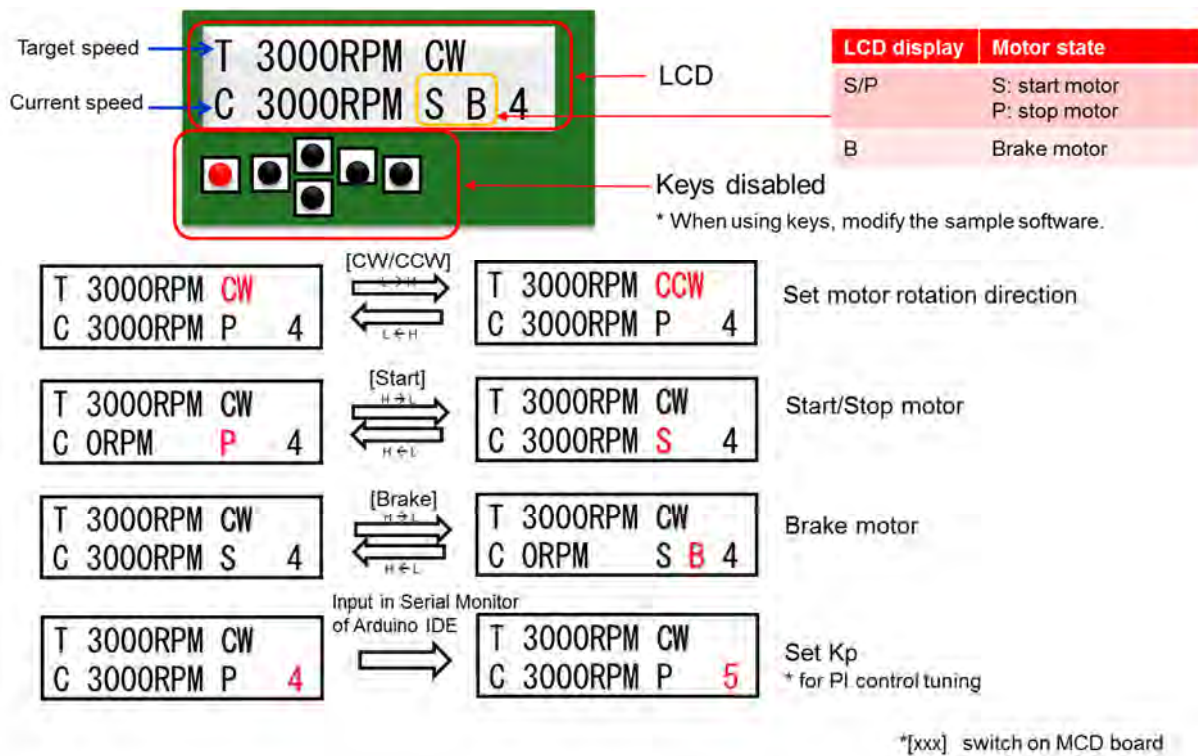 Target speed
Current speed
T 3000RPM CW
C 3000RPM S B 4
LCD
LCD display Motor state
S/P S: start motor
P: stop motor
B Brake motor
Keys disabled
* When using keys, modify the sample software.
T 3000RPM CW
C 3000RPM P 4
[CW/CCW]
L→H
L←H
T 3000RPM CCW
C 3000RPM P 4
Set motor rotation direction
T 3000RPM CW
C 0RPM P 4
[Start]
H→L
H←L
T 3000RPM CW
C 3000RPM S 4
Start/Stop motor
T 3000RPM CW
C 3000RPM S 4
[Brake]
H→L
H←L
T 3000RPM CW
C 0RPM S B 4
Brake motor
T 3000RPM CW
C 3000RPM P 4
Input in Serial Monitor
of Arduino IDE
T 3000RPM CW
C 3000RPM P 5
Set Kp
* for PI control tuning
*[xxx] switch on MCD board